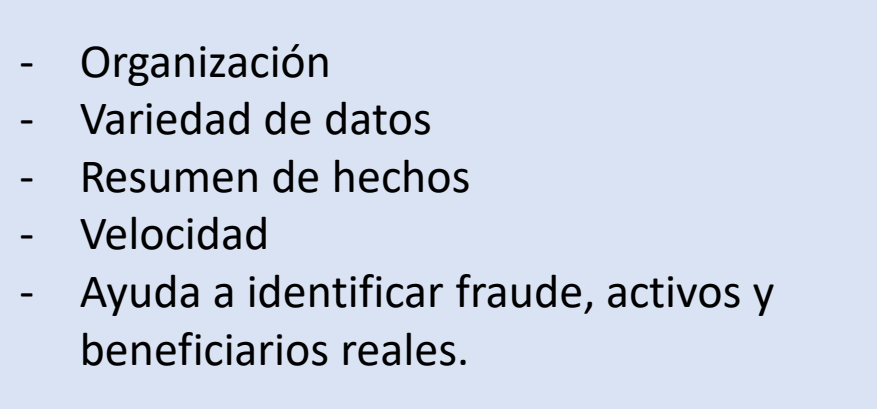 - Organización
- Variedad de datos
- Resumen de hechos
- Velocidad
- Ayuda a identificar fraude, activos y
beneficiarios reales.